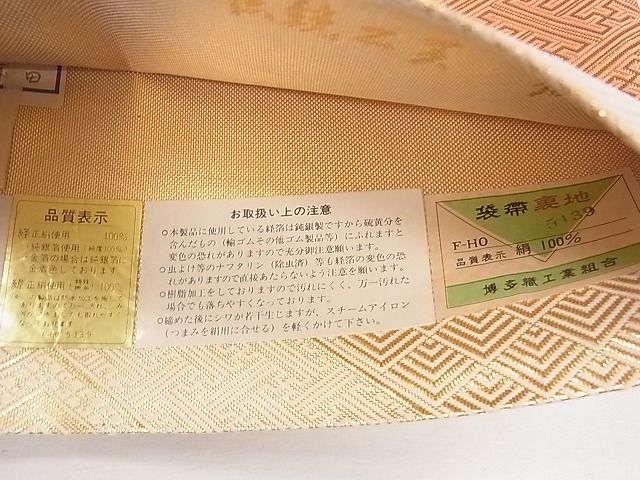 品質表示
経 正絹使用 100%
純銀箔使用(純度100%)
金箔の場合は純銀箔に
金着色しております
緯 正絹使用 100%
5139
お取扱い上の注意
○本製品に使用している経箔は純銀製ですから硫黄分を
含んだもの(輪ゴムその他ゴム製品等)にふれますと
変色の恐れがありますので充分御注意願います。
○虫よけ等のナフタリン(除虫済)等も経箔の変色の恐
れがありますので直接あたらないよう注意を願います。
○樹脂加工をしておりますので汚れにくく、万一汚れた
場合でも落ちやすくなっております。
○締めた後にシワが若干生じますが、スチームアイロン
(つまみを絹用に合せる)を軽くかけて下さい。
袋帯裏地
5139
F-HO
品質表示 絹 100%
博多織工業組合